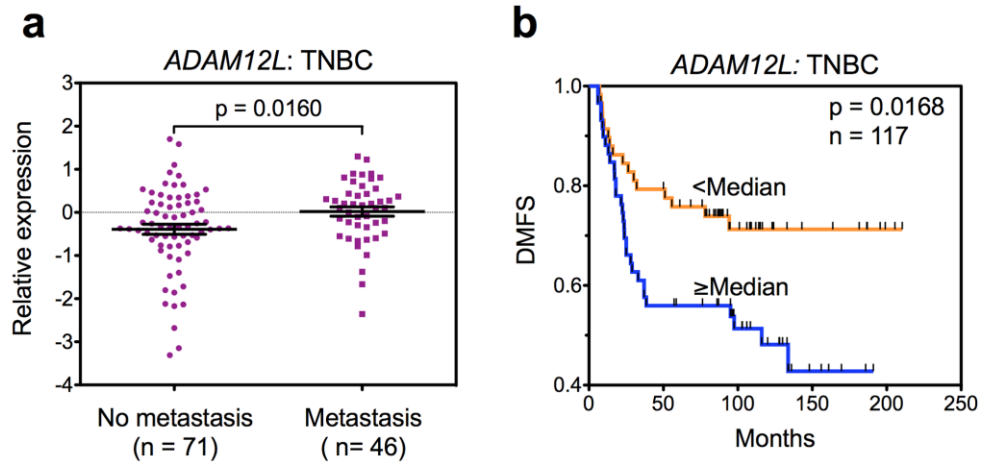 a
ADAM12L: TNBC
p = 0.0160
Relative expression
3
2
1
0
-1
-2
-3
-4
No metastasis
(n = 71)
Metastasis
( n= 46)
b
ADAM12L: TNBC
p = 0.0168
n = 117
<Median
≥Median
DMFS
1.0
0.8
0.6
0.4
0
50
100
150
200
250
Months